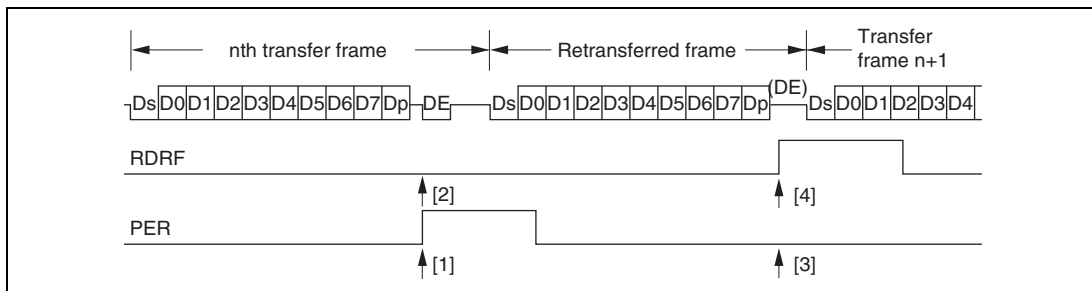 nth transfer frame
Retransferred frame
Transfer
frame n+1
Ds D0 D1 D2 D3 D4 D5 D6 D7 Dp DE
Ds D0 D1 D2 D3 D4 D5 D6 D7 Dp (DE)
Ds D0 D1 D2 D3 D4
RDRF
[2]
[4]
PER
[1]
[3]